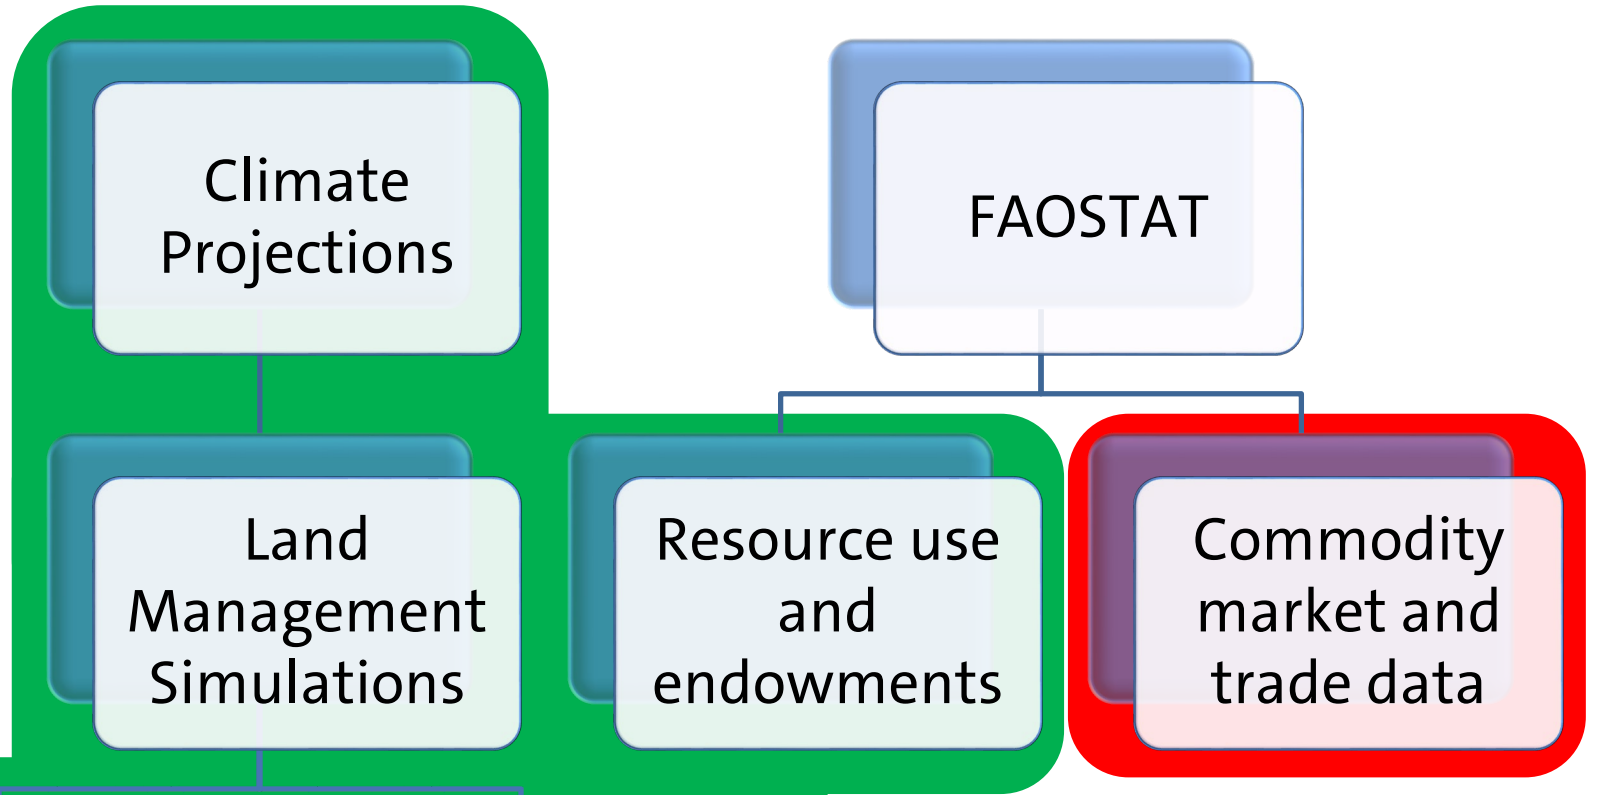 Climate
Projections
FAOSTAT
Land
Management
Simulations
Resource use
and
endowments
Commodity
market and
trade data